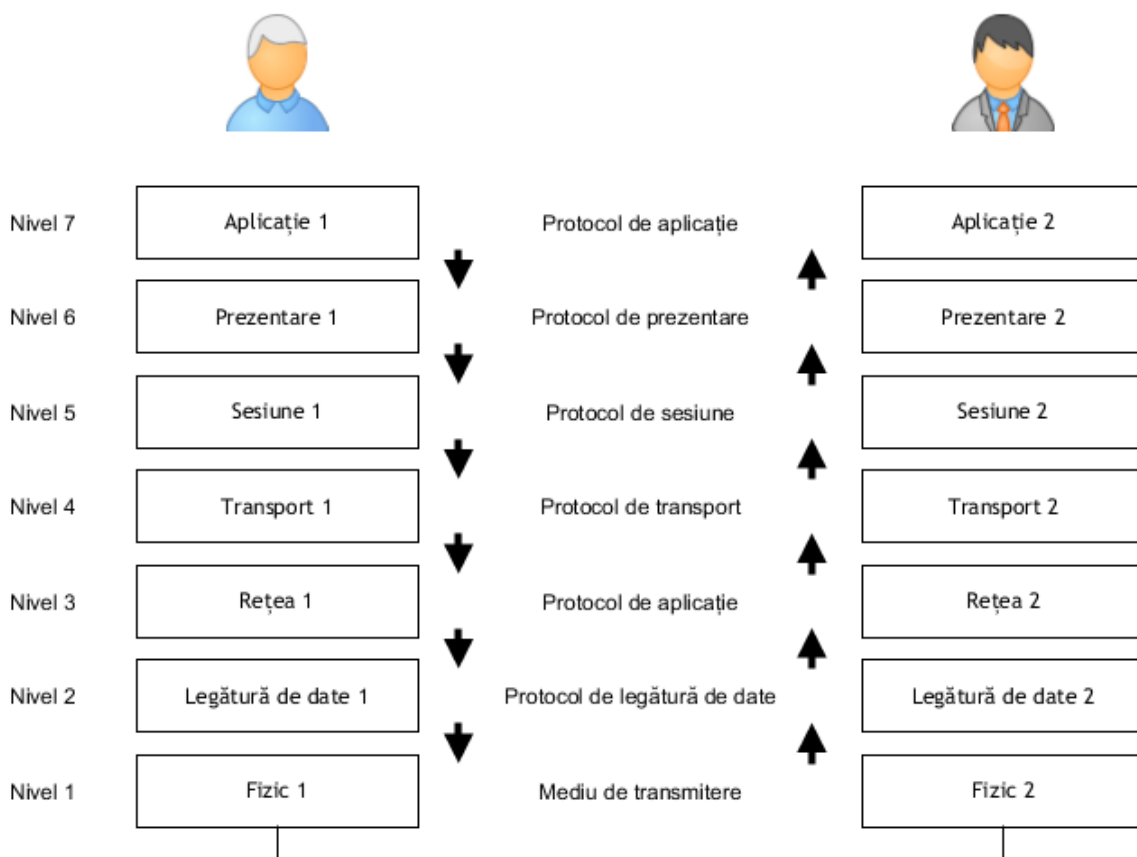 Nivel 7 Aplicație 1 Protocol de aplicație Aplicație 2
Nivel 6 Prezentare 1 Protocol de prezentare Prezentare 2
Nivel 5 Sesiune 1 Protocol de sesiune Sesiune 2
Nivel 4 Transport 1 Protocol de transport Transport 2
Nivel 3 Rețea 1 Protocol de aplicație Rețea 2
Nivel 2 Legătură de date 1 Protocol de legătură de date Legătură de date 2
Nivel 1 Fizic 1 Mediu de transmitere Fizic 2